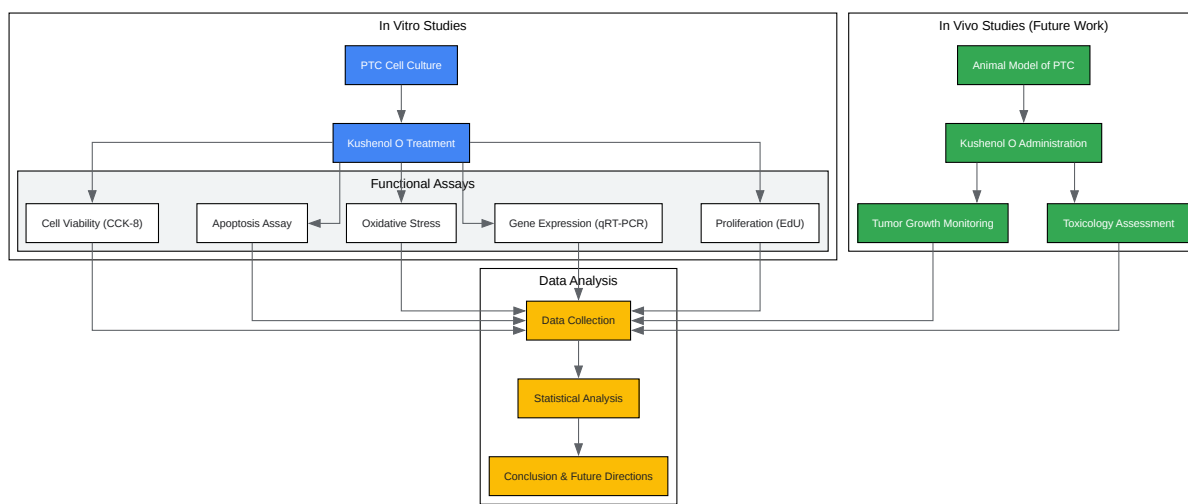 In Vitro Studies
In Vivo Studies (Future Work)
PTC Cell Culture
Animal Model of PTC
Kushenol O Treatment
Kushenol O Administration
Functional Assays
Cell Viability (CCK-8)
Apoptosis Assay
Oxidative Stress
Gene Expression (qRT-PCR)
Proliferation (EdU)
Tumor Growth Monitoring
Toxicology Assessment
Data Analysis
Data Collection
Statistical Analysis
Conclusion & Future Directions